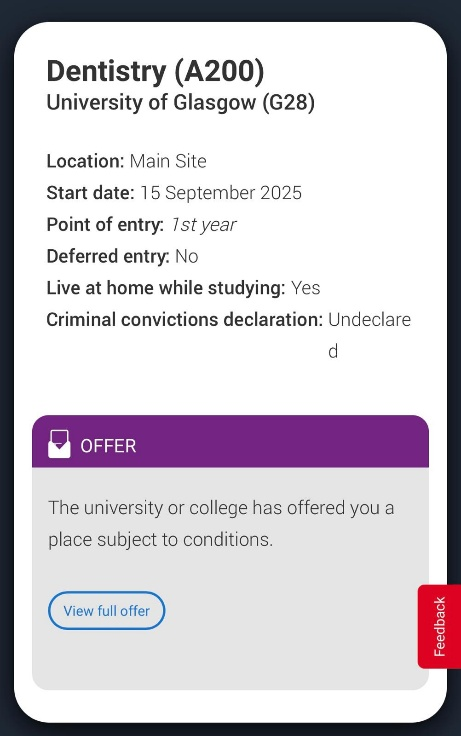 Dentistry (A200)
University of Glasgow (G28)
Location: Main Site
Start date: 15 September 2025
Point of entry: 1st year
Deferred entry: No
Live at home while studying: Yes
Criminal convictions declaration: Undeclare
d
OFFER
The university or college has offered you a
place subject to conditions.
View full offer
Feedback